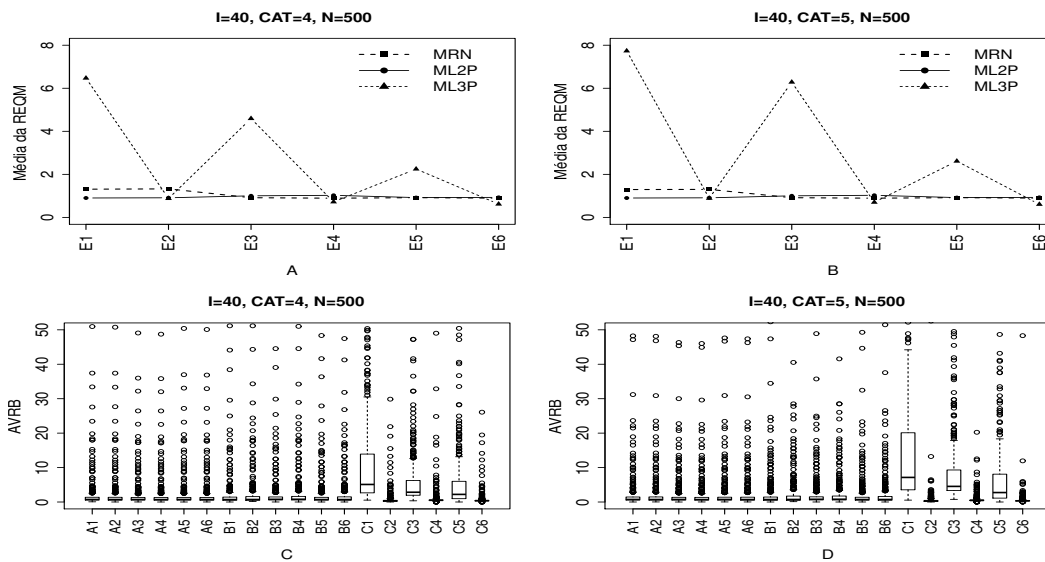 I=40, CAT=4, N=500
Média da REQM
8
6
4
2
0
MRN
ML2P
ML3P
E1 E2 E3 E4 E5 E6
A
I=40, CAT=5, N=500
Média da REQM
8
6
4
2
0
MRN
ML2P
ML3P
E1 E2 E3 E4 E5 E6
B
I=40, CAT=4, N=500
AVRB
50
40
30
20
10
0
A1 A2 A3 A4 A5 A6 B1 B2 B3 B4 B5 B6 C1 C2 C3 C4 C5 C6
C
I=40, CAT=5, N=500
AVRB
50
40
30
20
10
0
A1 A2 A3 A4 A5 A6 B1 B2 B3 B4 B5 B6 C1 C2 C3 C4 C5 C6
D